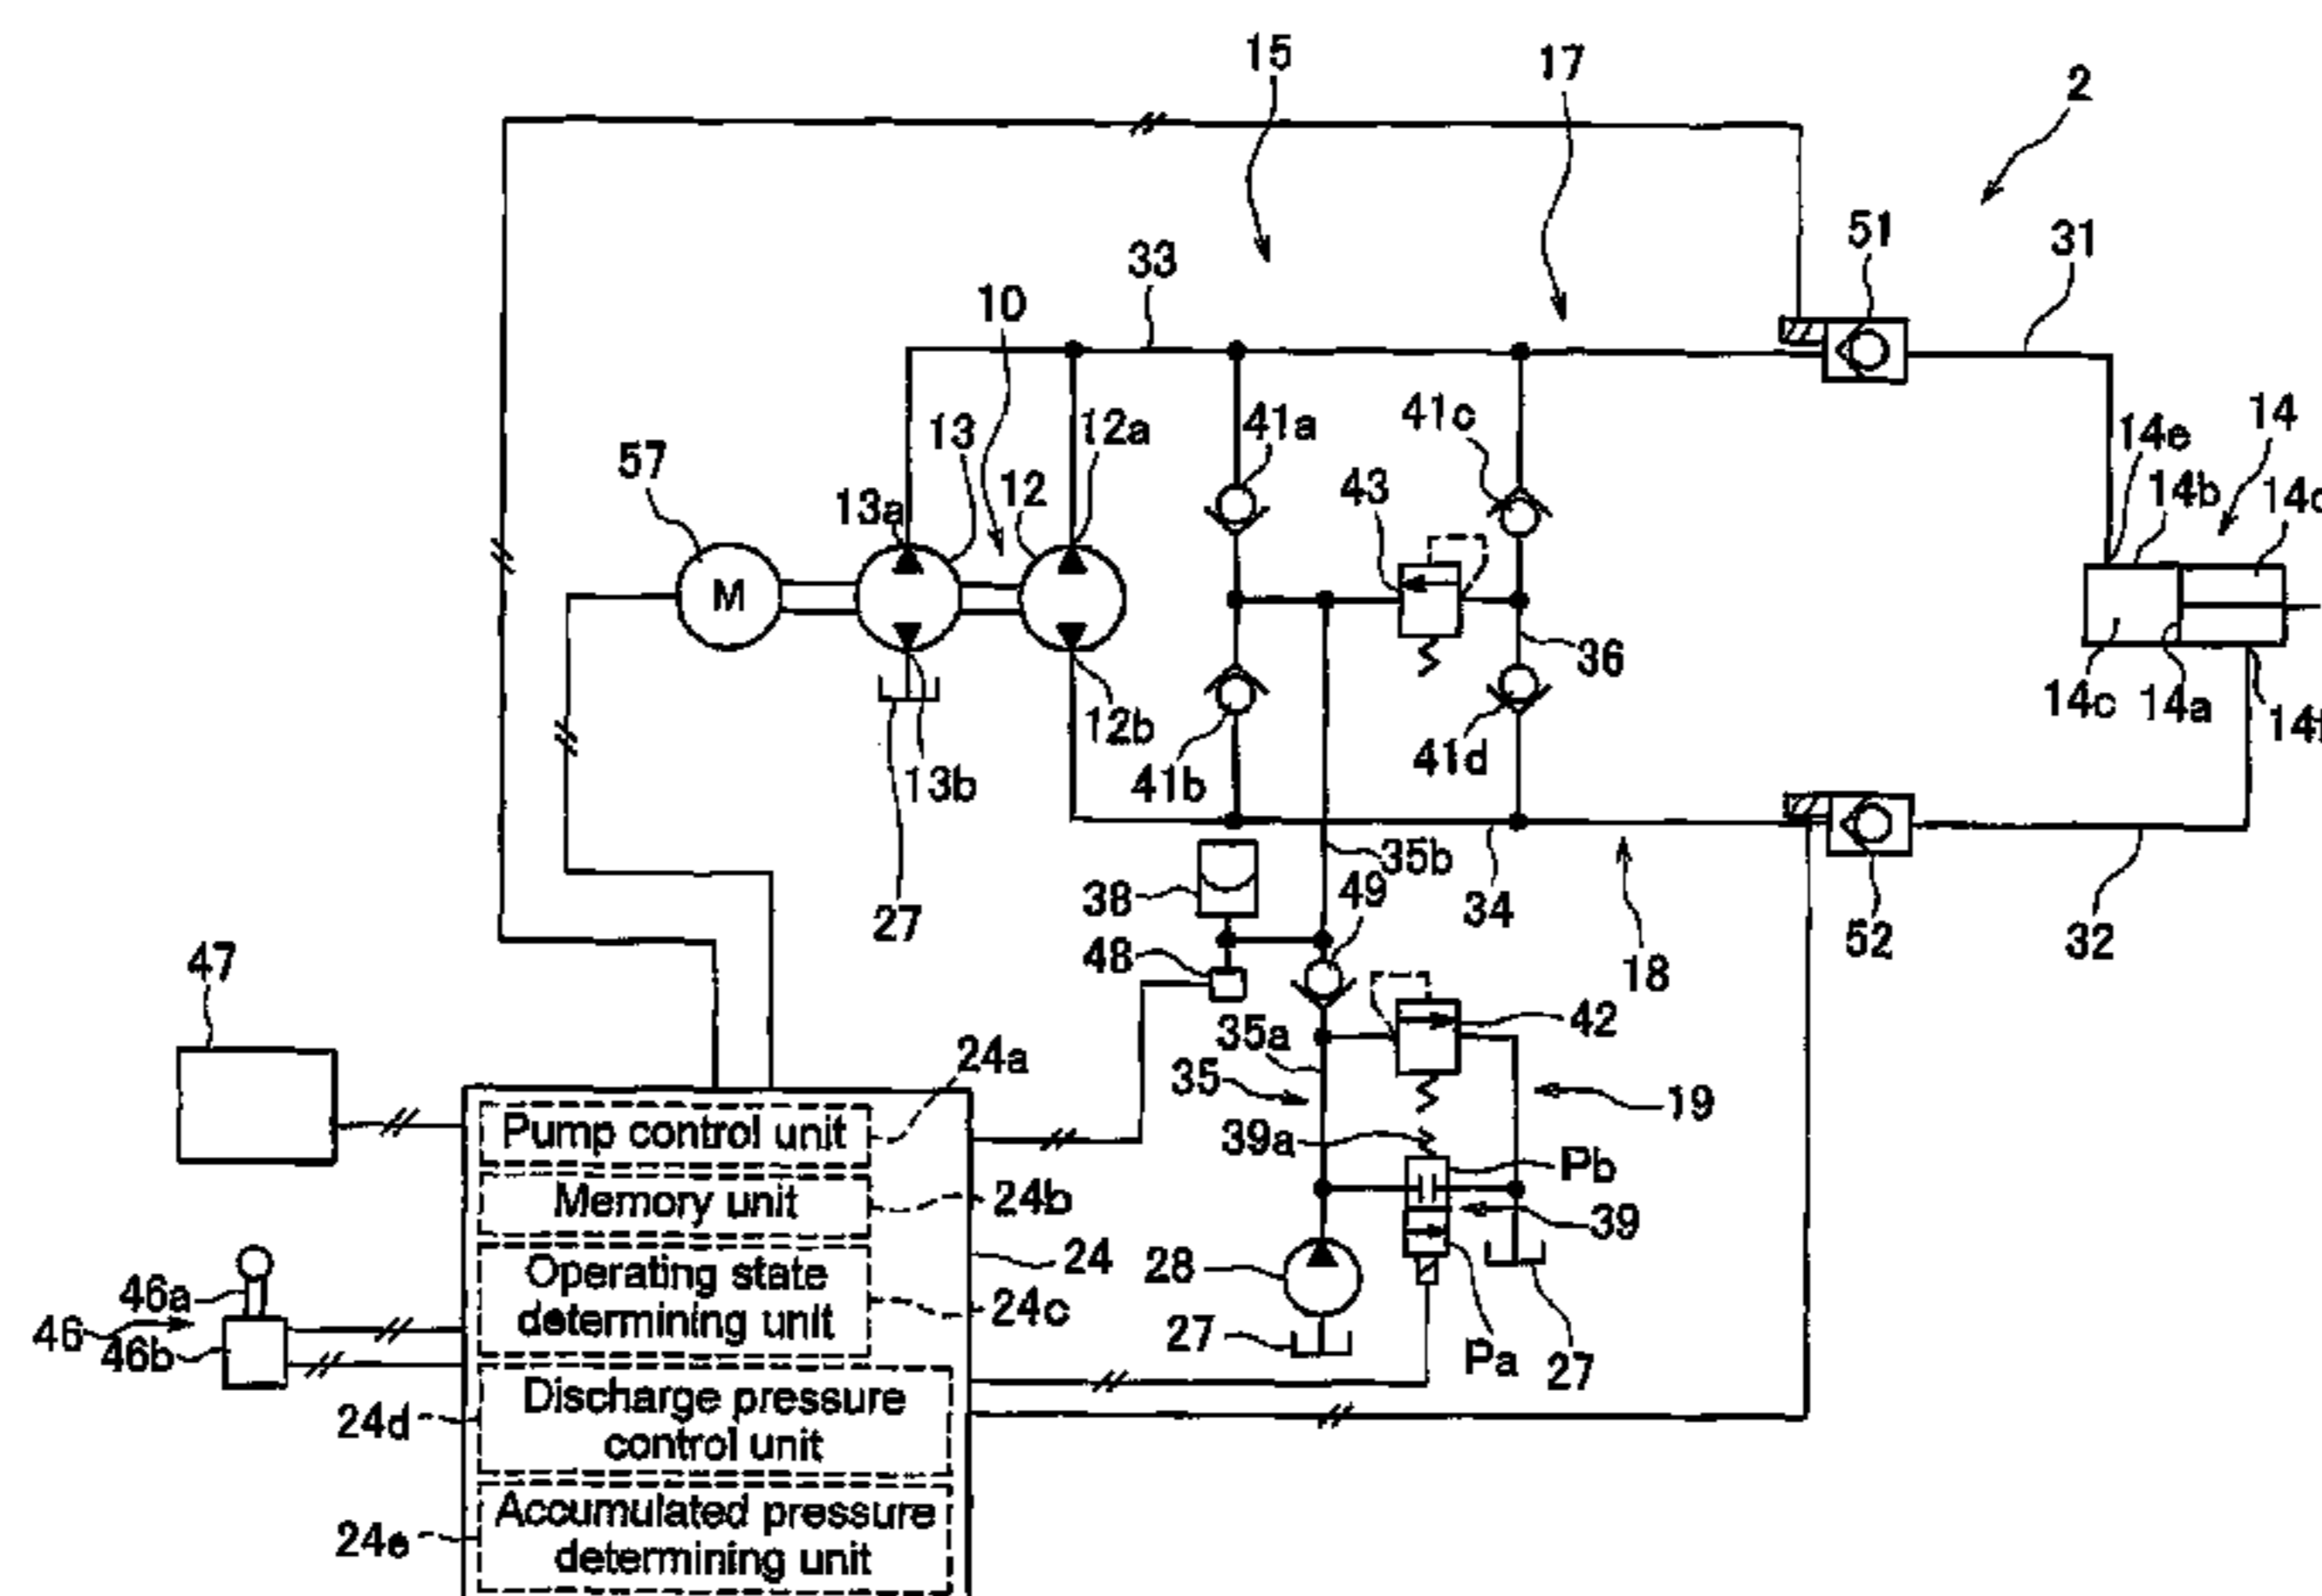 15
17
2
33
51
31
10
41a
41c
14
13
12a
14e
57
13a
12
43
14b
M
36
14c
14a
12b
41b
41d
13b
35b
38
49
34
27
52
32
47
48
18
35a
42
24a
35
19
Pump control unit
39a
Pb
Memory unit
24b
39
Operating state
24
28
46a
determining unit
24c
46
46b
27
Pa
27
Discharge pressure
24d
control unit
Accumulated pressure
24e
determining unit